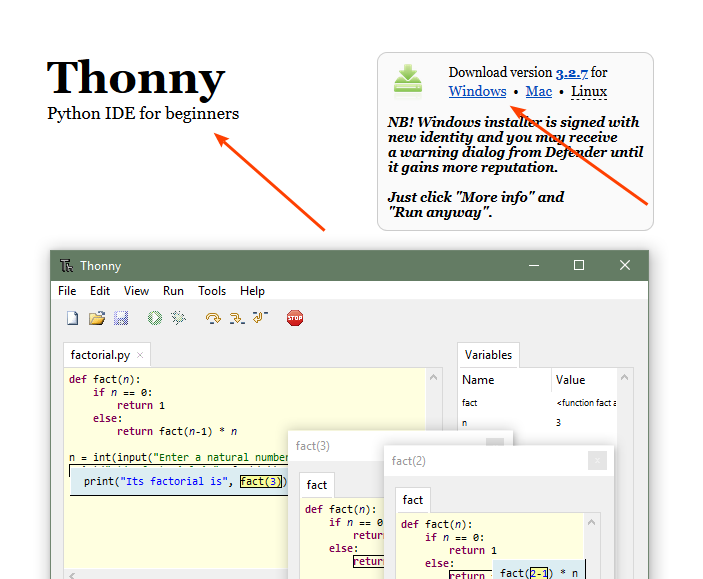 Thonny
Python IDE for beginners
Download version 3.2.7 for
Windows • Mac • Linux
NB! Windows installer is signed with
new identity and you may receive
a warning dialog from Defender until
it gains more reputation.
Just click "More info" and
"Run anyway".
Thonny
File Edit View Run Tools Help
STOP
factorial.py
def fact(n):
if n == 0:
return 1
else:
return fact(n-1) * n
n = int(input("Enter a natural number
print("Its factorial is", fact(3))
Variables
Name Value
fact <function fact a
n 3
fact(3)
fact
def fact(n):
if n == 0
retur
else:
retur
fact(2)
fact
def fact(n):
if n == 0:
return 1
else:
return
fact(2-1) * n